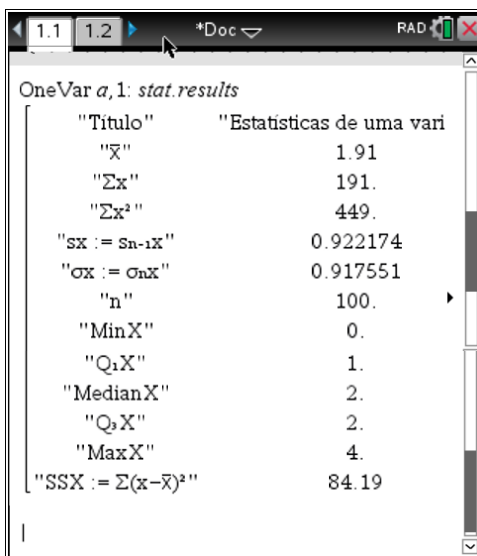 1.1 1.2 *Doc RAD
OneVar a,1: stat.results
"Título" "Estatísticas de uma vari
"x̄" 1.91
"Σx" 191.
"Σx²" 449.
"sx := sₙ₋₁x" 0.922174
"σx := σₙx" 0.917551
"n" 100.
"MinX" 0.
"Q₁X" 1.
"MedianX" 2.
"Q₃X" 2.
"MaxX" 4.
"SSX := Σ(x−x̄)²" 84.19